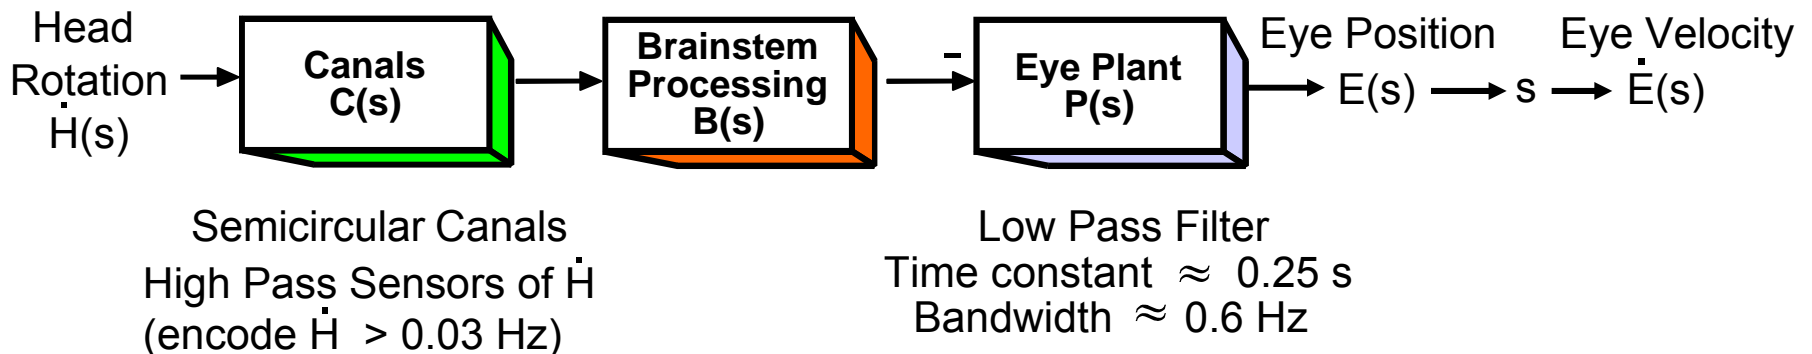 Head
Rotation
Ḣ(s)
Canals
C(s)
Brainstem
Processing
B(s)
-
Eye Plant
P(s)
Eye Position
E(s)
s
Eye Velocity
Ė(s)
Semicircular Canals
High Pass Sensors of Ḣ
(encode Ḣ > 0.03 Hz)
Low Pass Filter
Time constant ≈ 0.25 s
Bandwidth ≈ 0.6 Hz